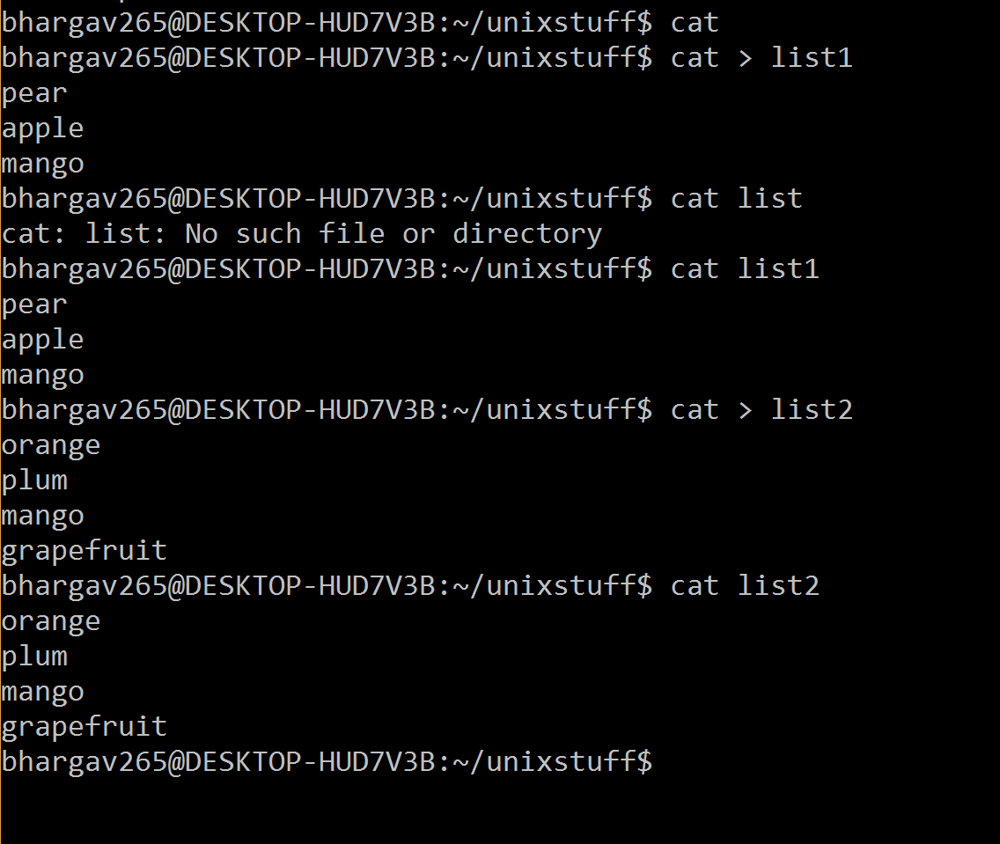 bhargav265@DESKTOP-HUD7V3B:~/unixstuff$ cat
bhargav265@DESKTOP-HUD7V3B:~/unixstuff$ cat > list1
pear
apple
mango
bhargav265@DESKTOP-HUD7V3B:~/unixstuff$ cat list
cat: list: No such file or directory
bhargav265@DESKTOP-HUD7V3B:~/unixstuff$ cat list1
pear
apple
mango
bhargav265@DESKTOP-HUD7V3B:~/unixstuff$ cat > list2
orange
plum
mango
grapefruit
bhargav265@DESKTOP-HUD7V3B:~/unixstuff$ cat list2
orange
plum
mango
grapefruit
bhargav265@DESKTOP-HUD7V3B:~/unixstuff$